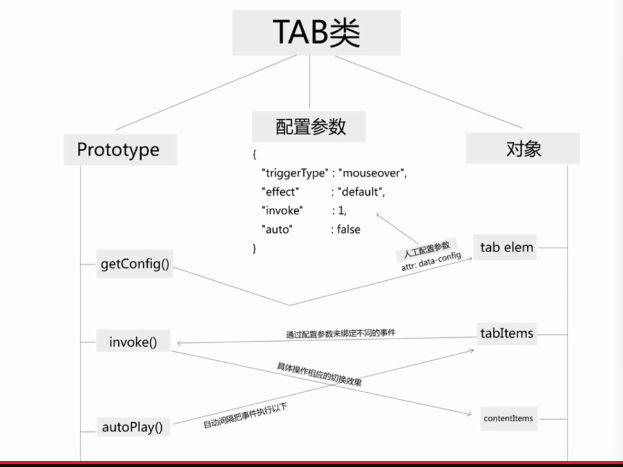 TAB类
Prototype
配置参数
对象
{
"triggerType" : "mouseover",
"effect" : "default",
"invoke" : 1,
"auto" : false
}
人工配置参数
attr: data-config
tab elem
getConfig()
通过配置参数来绑定不同的事件
tabItems
invoke()
具体操作相应的切换效果
自动间隔把事件执行以下
contentItems
autoPlay()